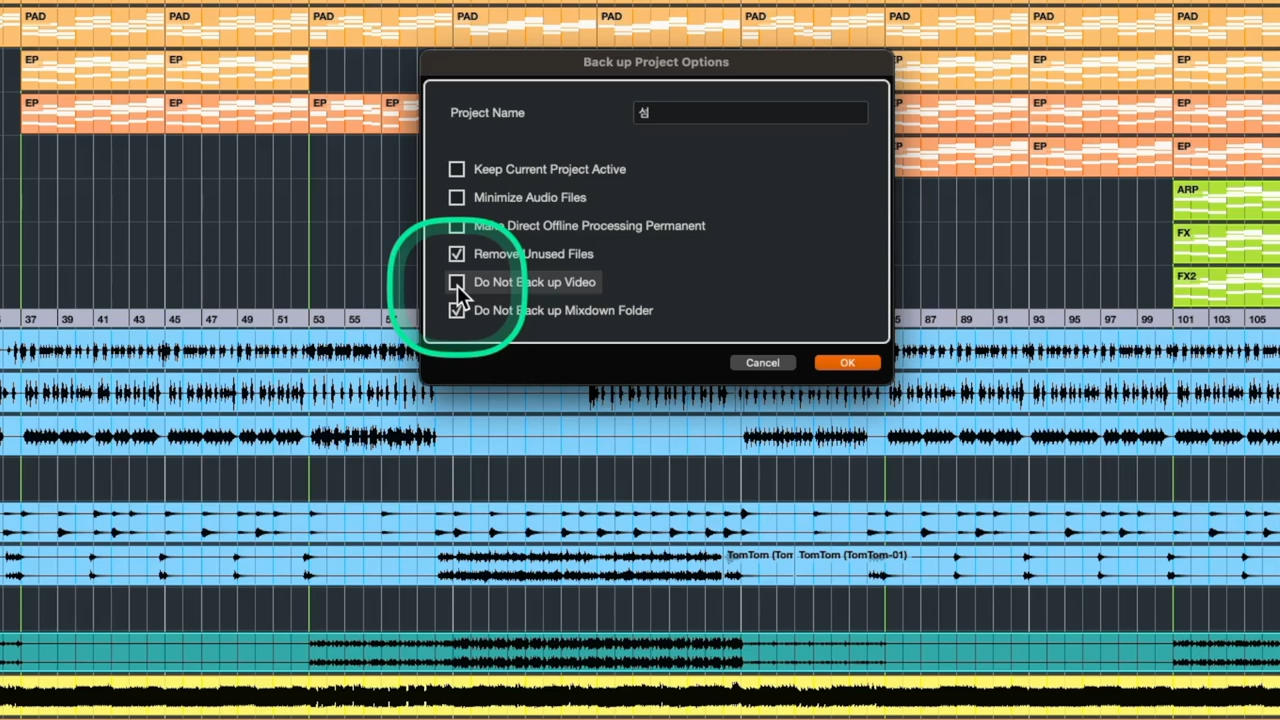 PAD PAD PAD PAD PAD PAD PAD PAD PAD
Back up Project Options
EP EP EP
Project Name 섬
EP EP EP EP EP EP EP
EP EP EP
Keep Current Project Active
ARP
Minimize Audio Files
Make Direct Offline Processing Permanent
FX
Remove Unused Files
FX2
Do Not Back up Video
Do Not Back up Mixdown Folder
37 39 41 43 45 47 49 51 53 55 87 89 91 93 95 97 99 101 103 105
Cancel OK
TomTom (Tom TomTom (TomTom-01)